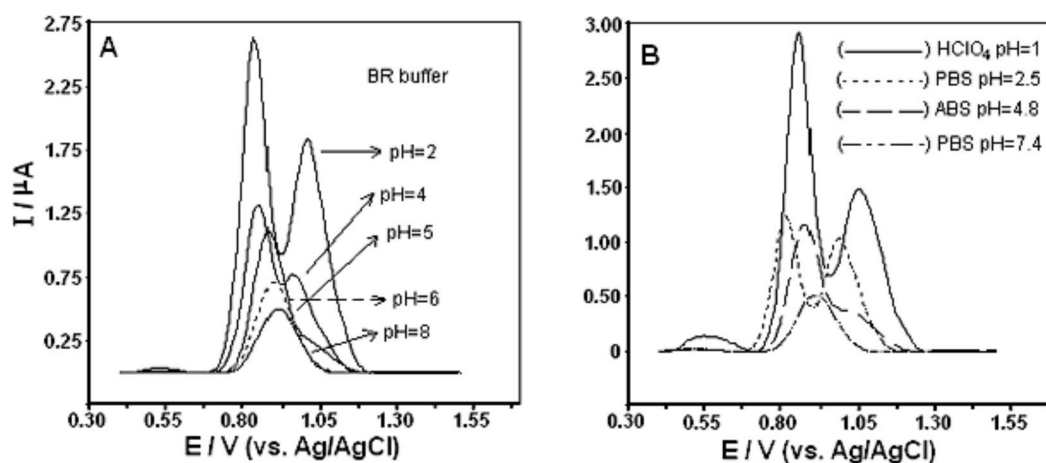 A
BR buffer
2.75
2.25
1.75
1.25
0.75
0.25
I / µA
pH=2
pH=4
pH=5
pH=6
pH=8
0.30 0.55 0.80 1.05 1.30 1.55
E / V (vs. Ag/AgCl)
B
3.00
2.50
2.00
1.50
1.00
0.50
0
( ) HClO₄ pH=1
( ) PBS pH=2.5
( ) ABS pH=4.8
( ) PBS pH=7.4
0.30 0.55 0.80 1.05 1.30 1.55
E / V (vs. Ag/AgCl)